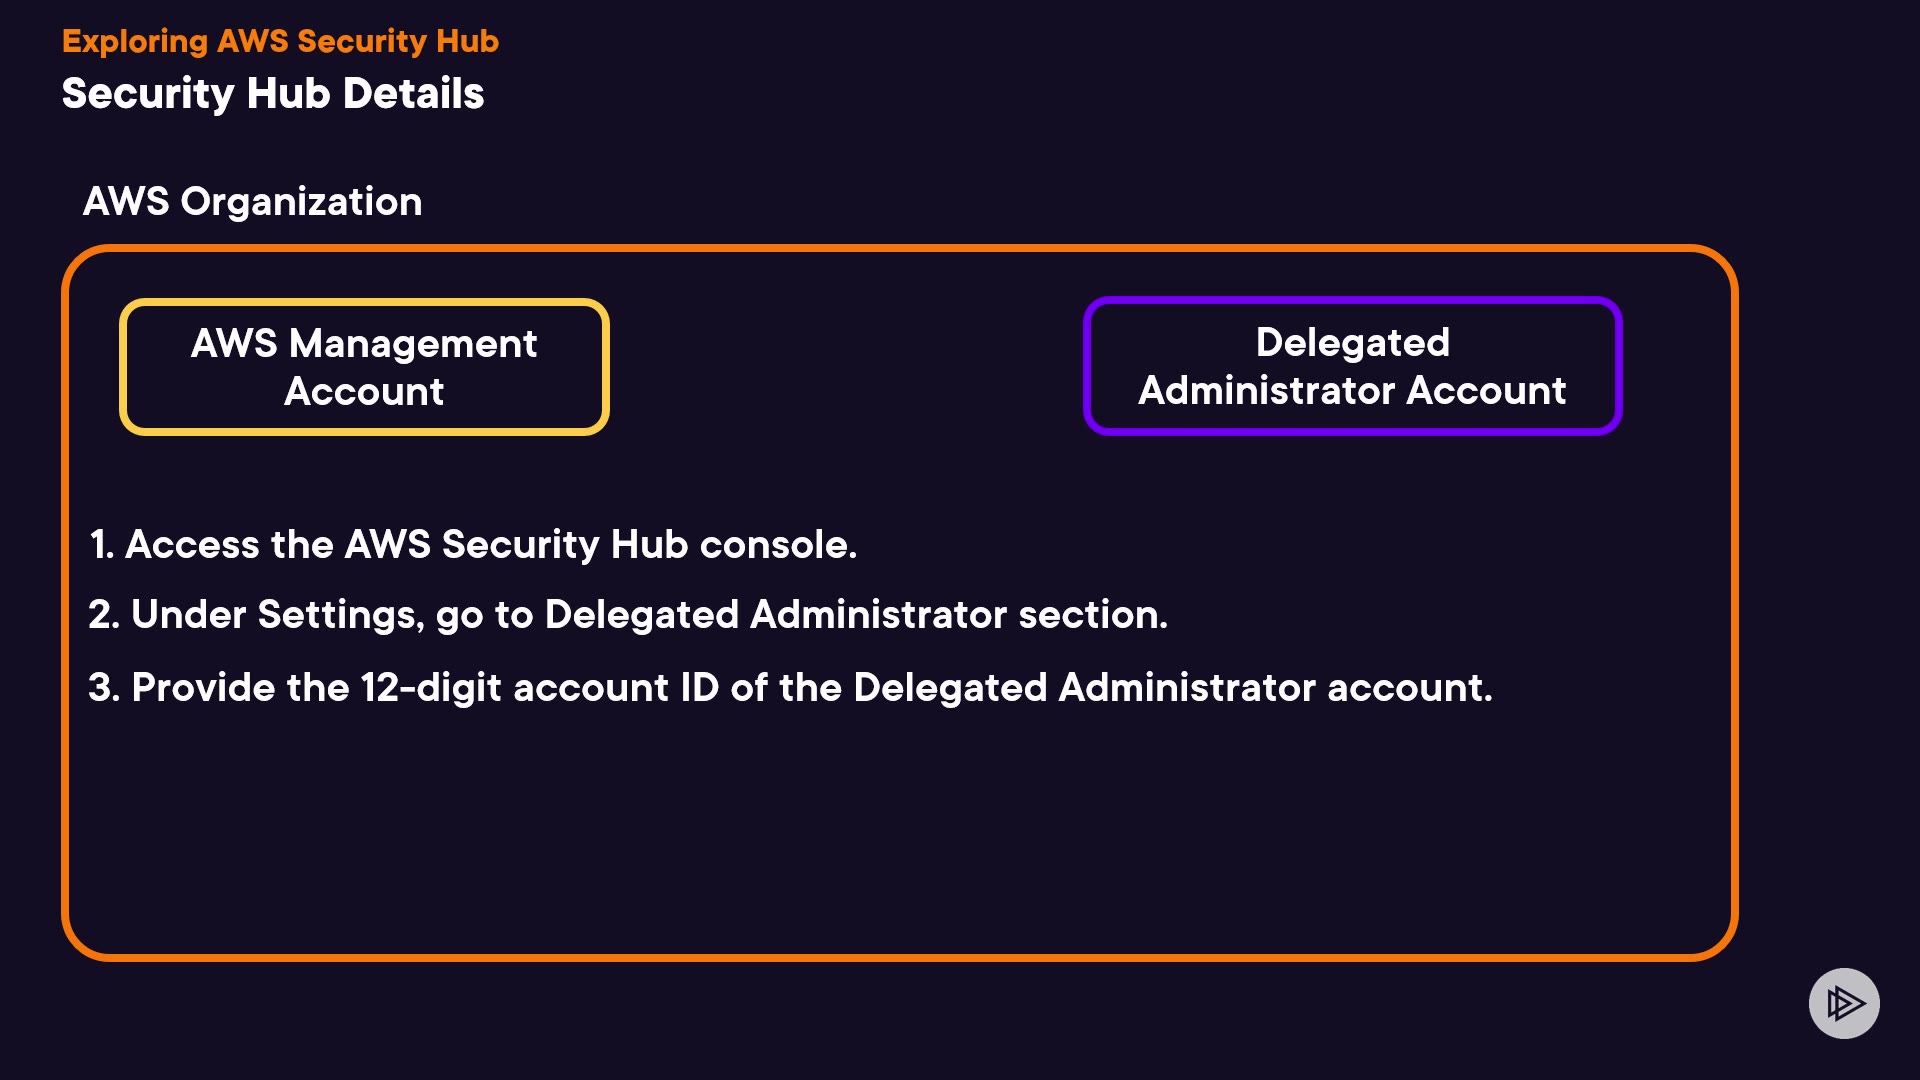 Exploring AWS Security Hub
Security Hub Details
AWS Organization
AWS Management
Account
Delegated
Administrator Account
1. Access the AWS Security Hub console.
2. Under Settings, go to Delegated Administrator section.
3. Provide the 12-digit account ID of the Delegated Administrator account.